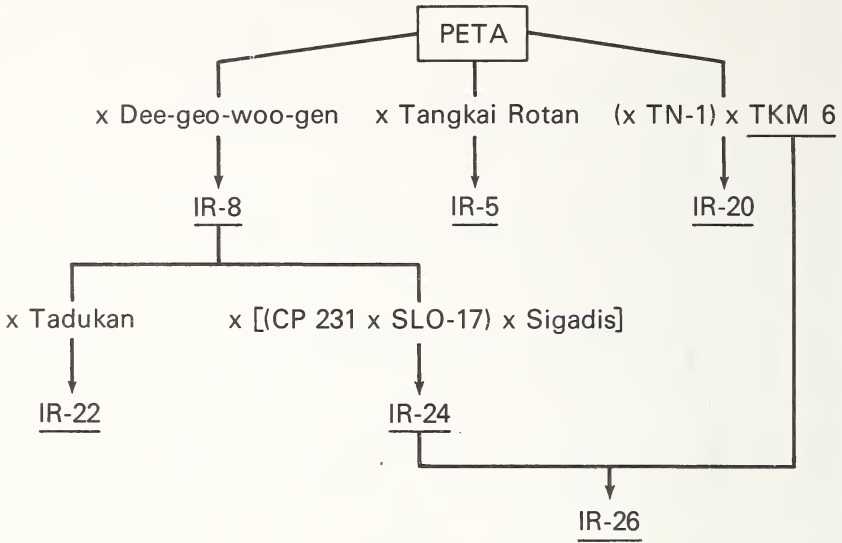 PETA
x Dee-geo-woo-gen x Tangkai Rotan (x TN-1) x TKM 6
IR-8 IR-5 IR-20
x Tadukan x [(CP 231 x SLO-17) x Sigadis]
IR-22 IR-24
IR-26